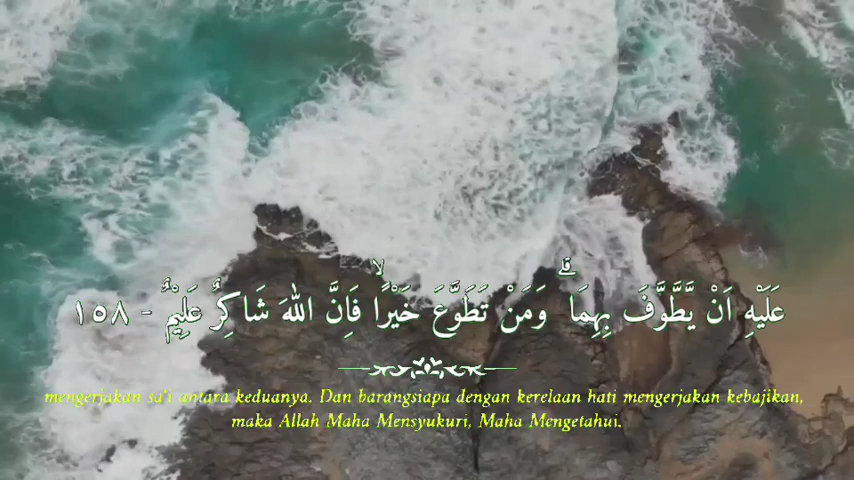 عَلَيْهِ اَنْ يَّطَّوَّفَ بِهِمَا ۗ وَمَنْ تَطَوَّعَ خَيْرًا ۙ فَاِنَّ اللّٰهَ شَاكِرٌ عَلِيْمٌ - ١٥٨
mengerjakan sa'i antara keduanya. Dan barangsiapa dengan kerelaan hati mengerjakan kebajikan,
maka Allah Maha Mensyukuri, Maha Mengetahui.